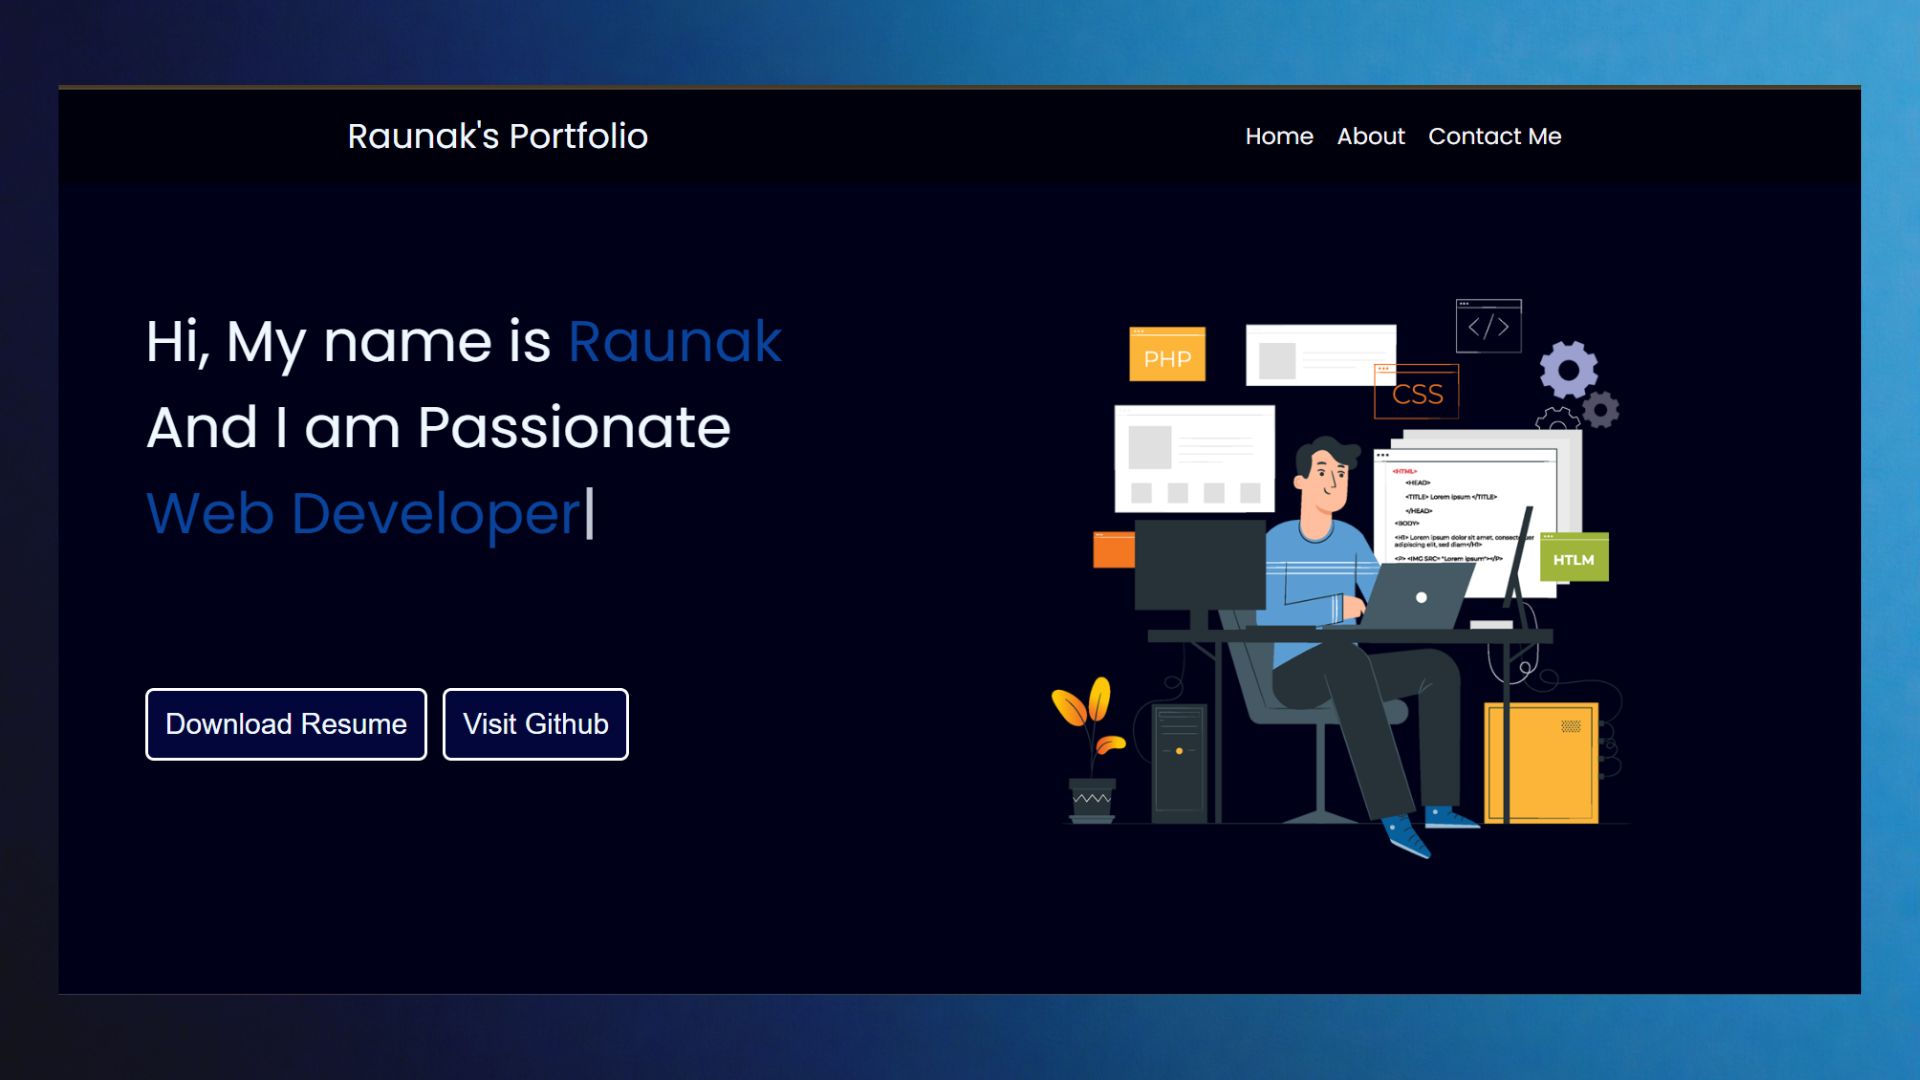 Raunak's Portfolio
Home About Contact Me
Hi, My name is Raunak
And I am Passionate
Web Developer|
Download Resume Visit Github
PHP
</>
CSS
<HTML>
<HEAD>
<TITLE> Lorem Ipsum </TITLE>
</HEAD>
<BODY>
<H1> Lorem ipsum dolor sit amet, consectetuer
adipiscing elit, sed diam</H1>
<P> <IMG SRC= "Lorem Ipsum"></P>
HTLM